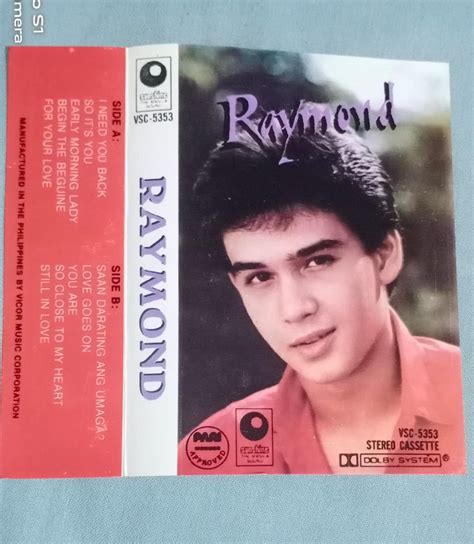 SIDE A:
I NEED YOU BACK
SO IT'S YOU
EARLY MORNING LADY
BEGIN THE BEGUINE
FOR YOUR LOVE
SIDE B:
SAAN DARATING ANG UMAGA?
LOVE GOES ON
YOU ARE
SO CLOSE TO MY HEART
STILL IN LOVE
MANUFACTURED IN THE PHILIPPINES BY VICOR MUSIC CORPORATION
sunshine
VSC-5353
RAYMOND
Raymond
PARI
APPROVED
sunshine
VSC-5353
STEREO CASSETTE
DOLBY SYSTEM®